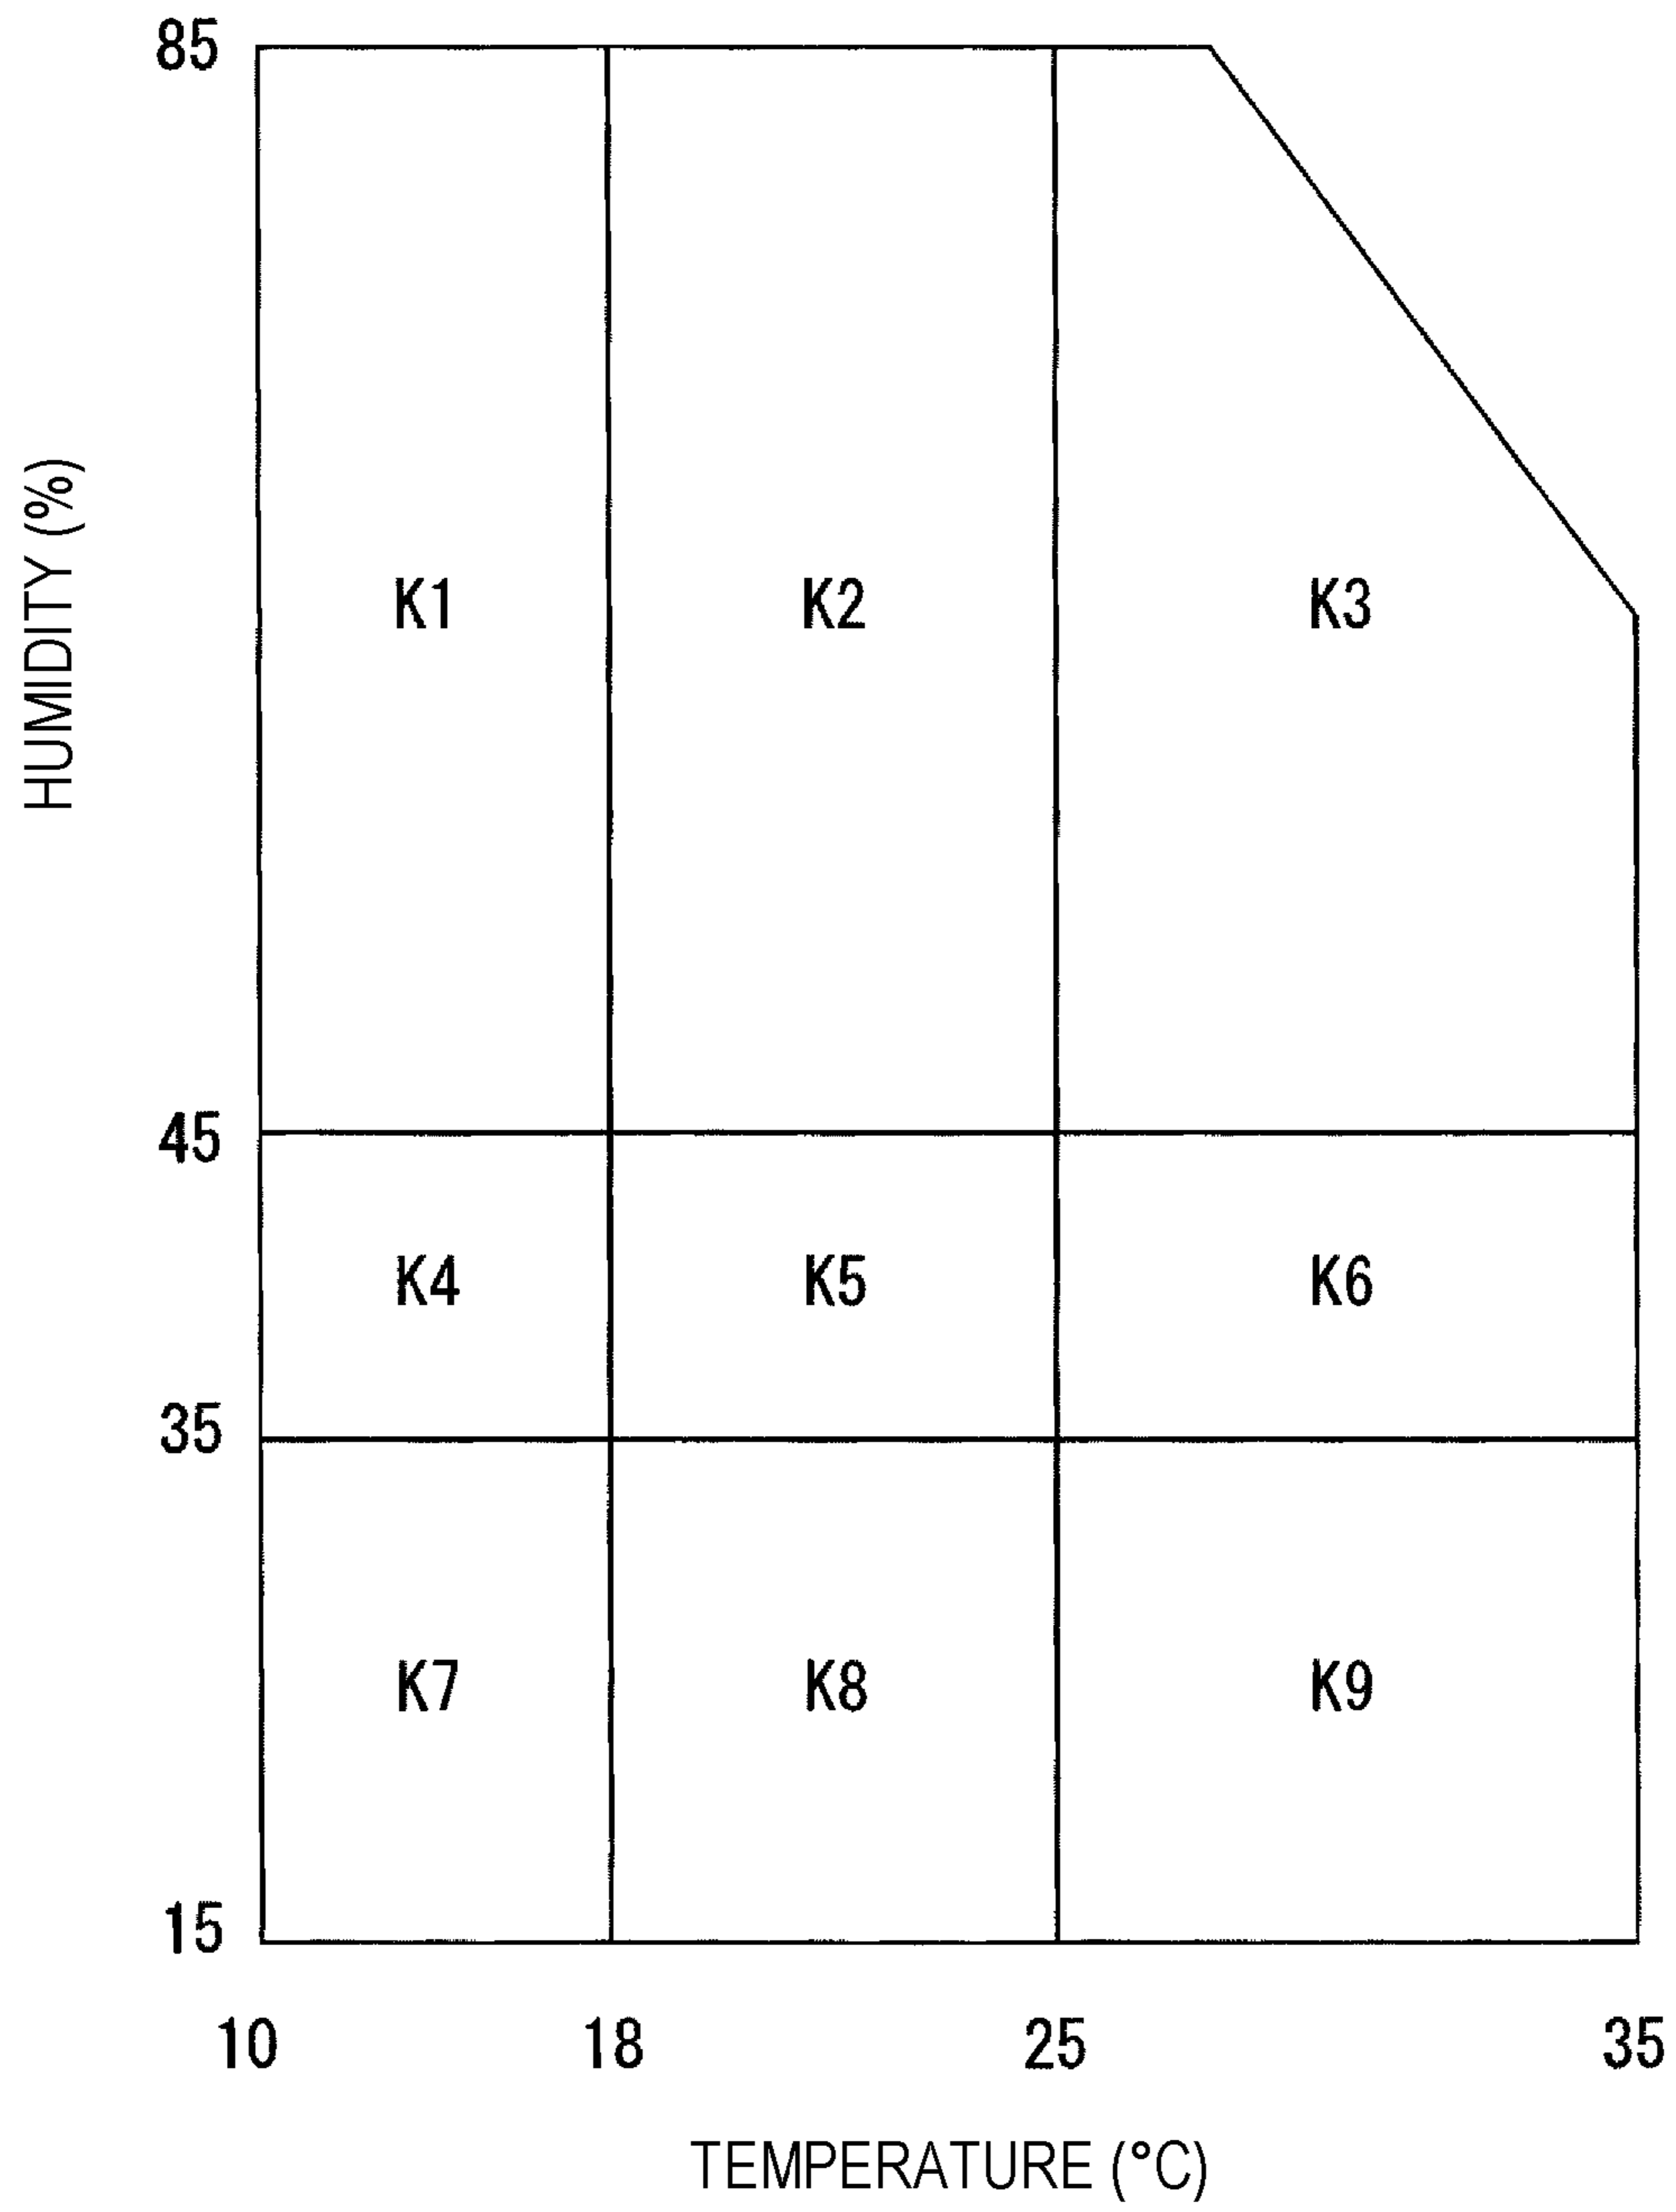 85
HUMIDITY (%)
K1 K2 K3
45
K4 K5 K6
35
K7 K8 K9
15
10 18 25 35
TEMPERATURE (°C)